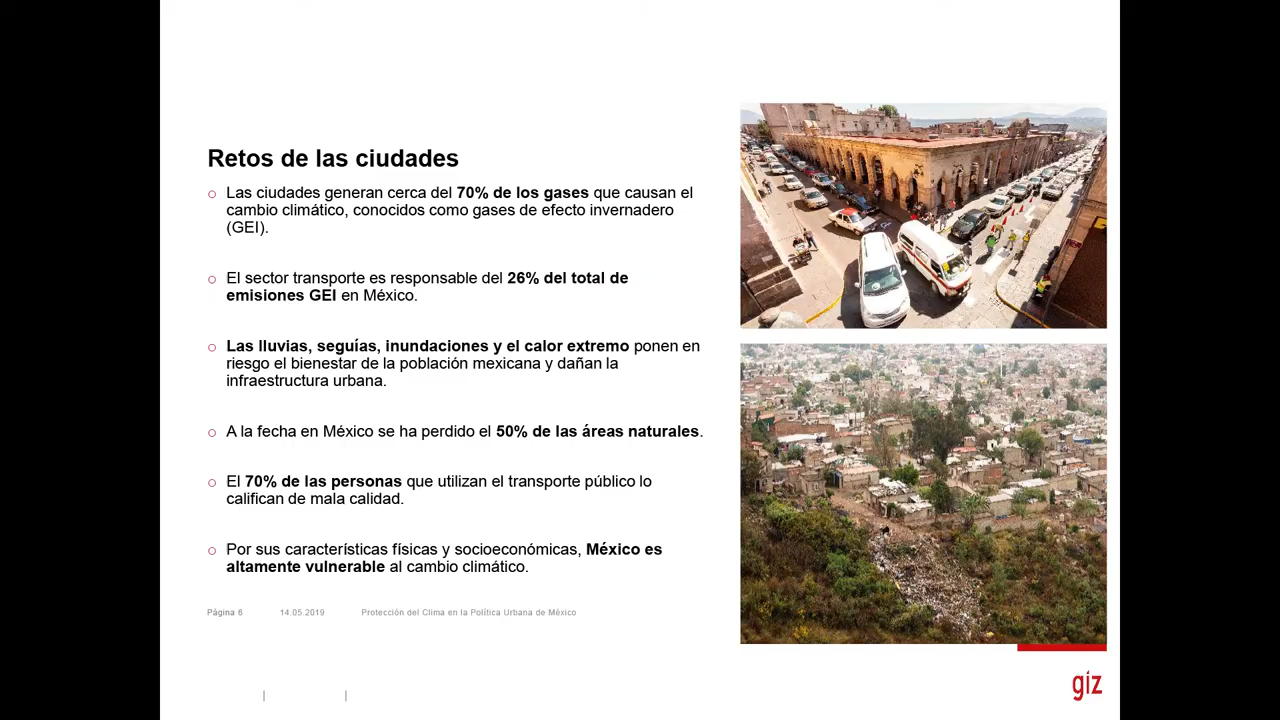 Retos de las ciudades
o Las ciudades generan cerca del 70% de los gases que causan el
cambio climático, conocidos como gases de efecto invernadero
(GEI).
o El sector transporte es responsable del 26% del total de
emisiones GEI en México.
o Las lluvias, seguías, inundaciones y el calor extremo ponen en
riesgo el bienestar de la población mexicana y dañan la
infraestructura urbana.
o A la fecha en México se ha perdido el 50% de las áreas naturales.
o El 70% de las personas que utilizan el transporte público lo
califican de mala calidad.
o Por sus características físicas y socioeconómicas, México es
altamente vulnerable al cambio climático.
Página 6 14.05.2019 Protección del Clima en la Política Urbana de México
giz